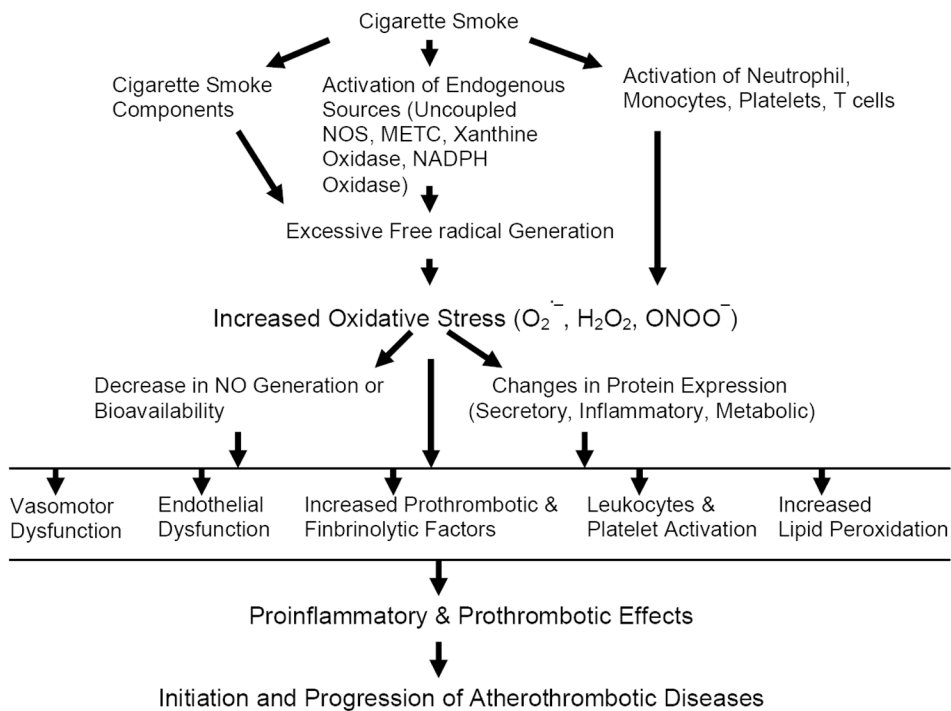 Cigarette Smoke
Cigarette Smoke
Components
Activation of Endogenous
Sources (Uncoupled
NOS, METC, Xanthine
Oxidase, NADPH
Oxidase)
Activation of Neutrophil,
Monocytes, Platelets, T cells
Excessive Free radical Generation
Increased Oxidative Stress (O₂˙⁻, H₂O₂, ONOO⁻)
Decrease in NO Generation or
Bioavailability
Changes in Protein Expression
(Secretory, Inflammatory, Metabolic)
Vasomotor
Dysfunction
Endothelial
Dysfunction
Increased Prothrombotic &
Finbrinolytic Factors
Leukocytes &
Platelet Activation
Increased
Lipid Peroxidation
Proinflammatory & Prothrombotic Effects
Initiation and Progression of Atherothrombotic Diseases